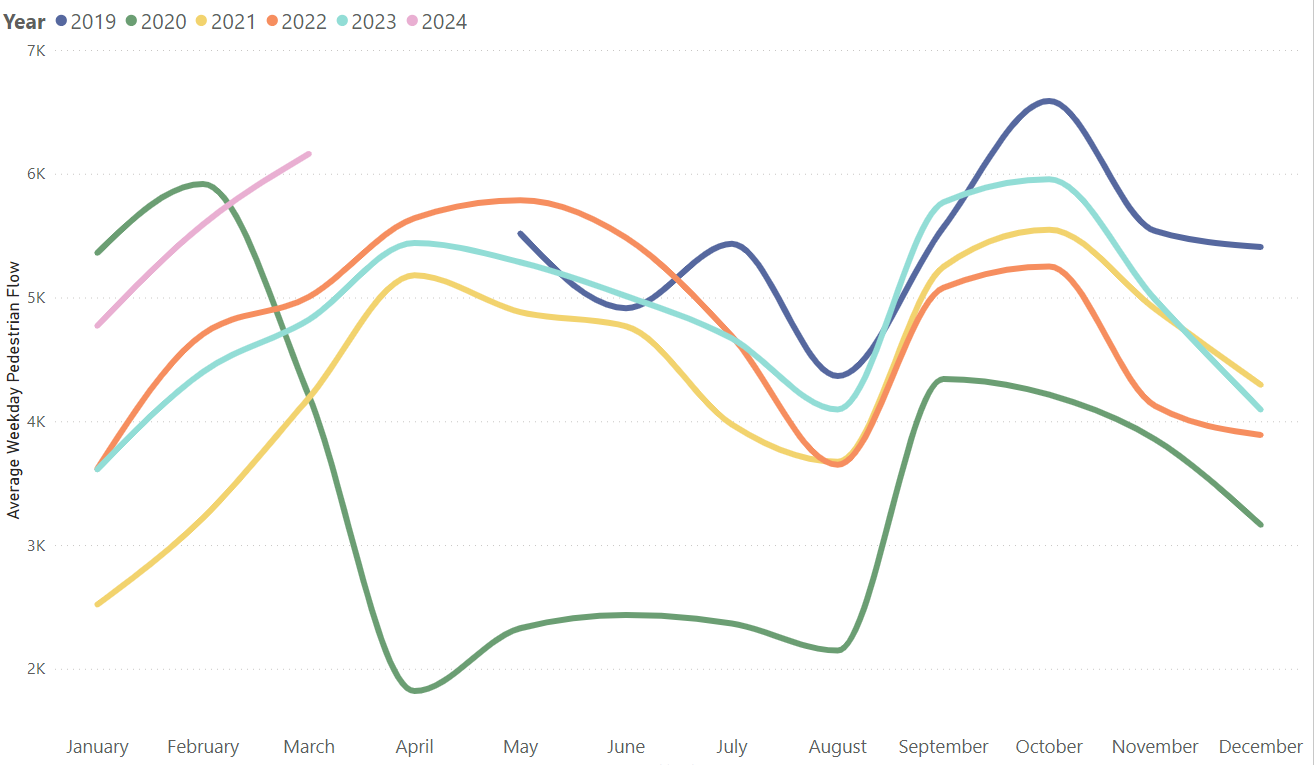 Year 2019 2020 2021 2022 2023 2024
Average Weekday Pedestrian Flow
7K
6K
5K
4K
3K
2K
January February March April May June July August September October November December